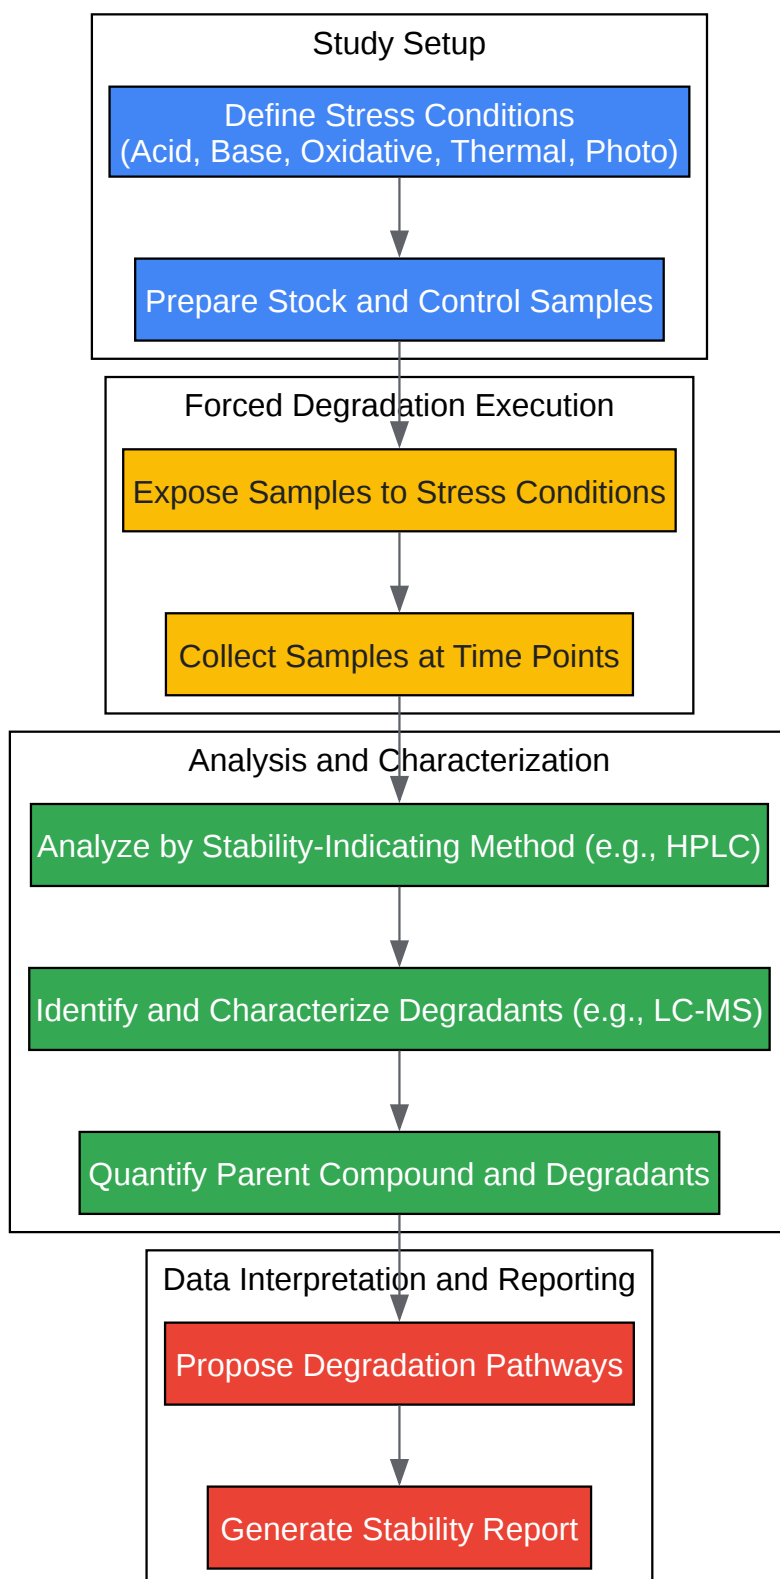 Study Setup
Define Stress Conditions
(Acid, Base, Oxidative, Thermal, Photo)
Prepare Stock and Control Samples
Forced Degradation Execution
Expose Samples to Stress Conditions
Collect Samples at Time Points
Analysis and Characterization
Analyze by Stability-Indicating Method (e.g., HPLC)
Identify and Characterize Degradants (e.g., LC-MS)
Quantify Parent Compound and Degradants
Data Interpretation and Reporting
Propose Degradation Pathways
Generate Stability Report